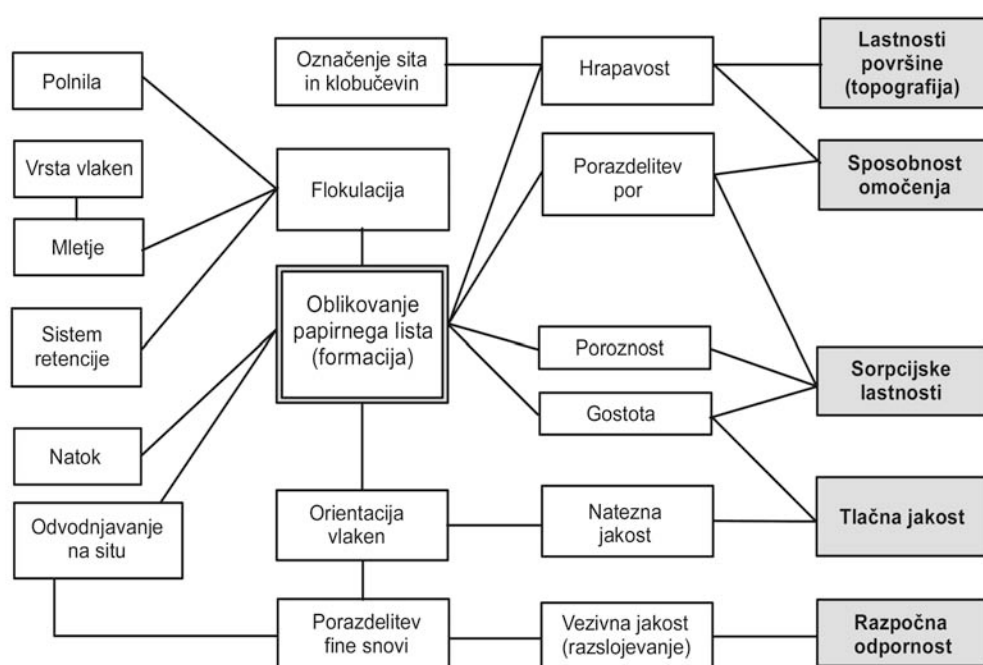 Polnila
Vrsta vlaken
Mletje
Sistem
retencije
Natok
Odvodnjavanje
na situ
Označenje sita
in klobučevin
Flokulacija
Oblikovanje
papirnega lista
(formacija)
Orientacija
vlaken
Porazdelitev
fine snovi
Hrapavost
Porazdelitev
por
Poroznost
Gostota
Natezna
jakost
Vezivna jakost
(razslojevanje)
Lastnosti
površine
(topografija)
Sposobnost
omočenja
Sorpcijske
lastnosti
Tlačna jakost
Razpočna
odpornost